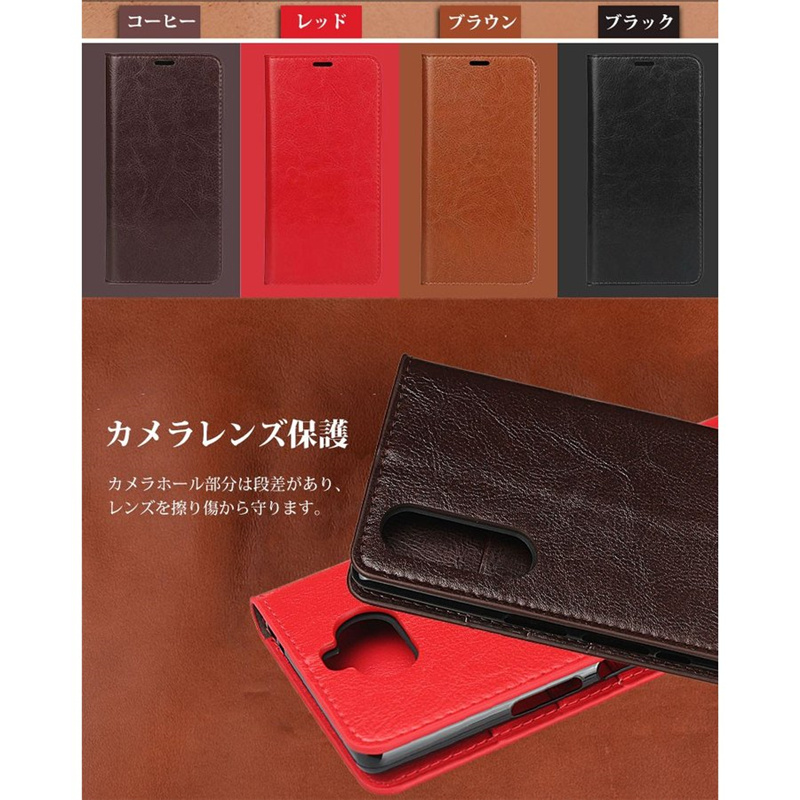 コーヒー
レッド
ブラウン
ブラック
カメラレンズ保護
カメラホール部分は段差があり、
レンズを擦り傷から守ります。